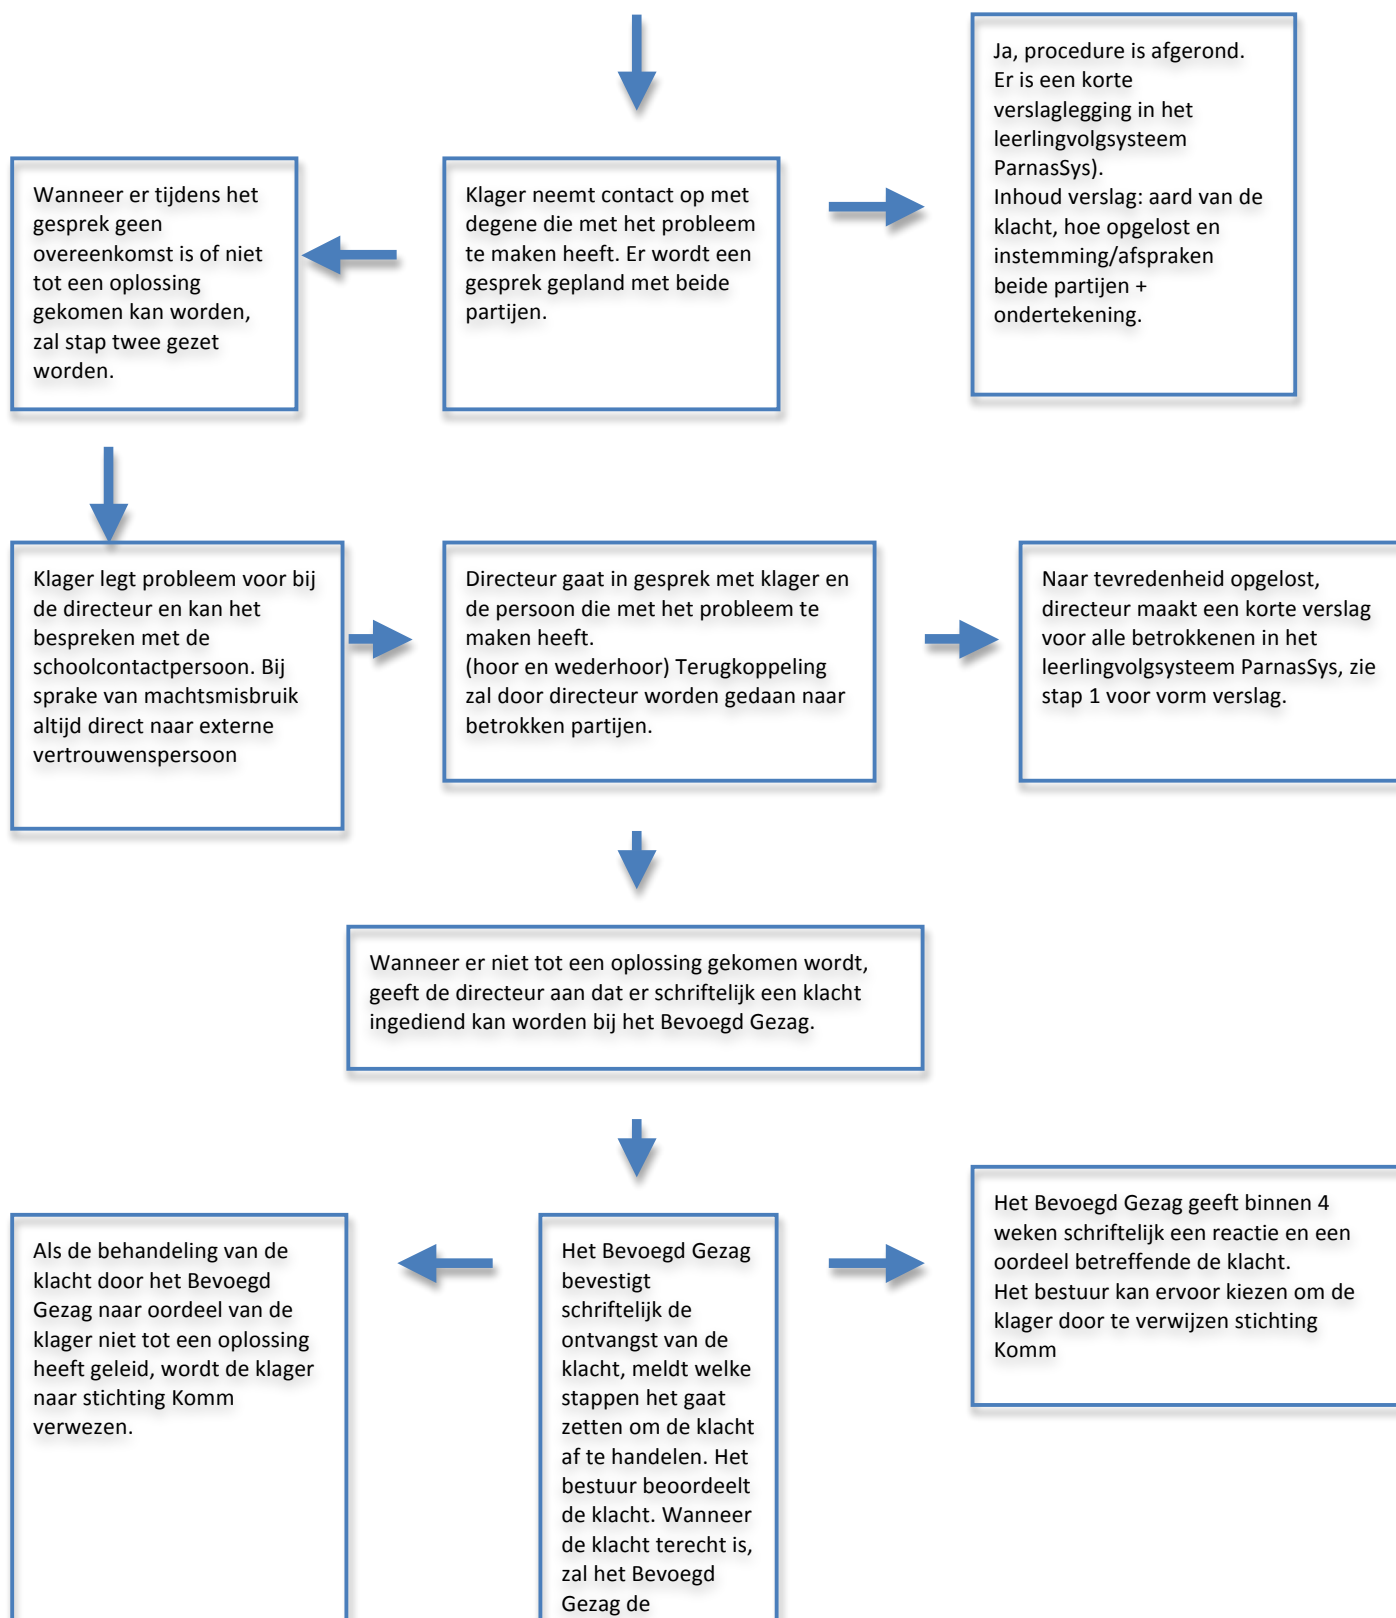 Ja, procedure is afgerond.
Er is een korte
verslaglegging in het
leerlingvolgsysteem
ParnasSys).
Inhoud verslag: aard van de
klacht, hoe opgelost en
instemming/afspraken
beide partijen +
ondertekening.
Wanneer er tijdens het
gesprek geen
overeenkomst is of niet
tot een oplossing
gekomen kan worden,
zal stap twee gezet
worden.
Klager neemt contact op met
degene die met het probleem
te maken heeft. Er wordt een
gesprek gepland met beide
partijen.
Klager legt probleem voor bij
de directeur en kan het
bespreken met de
schoolcontactpersoon. Bij
sprake van machtsmisbruik
altijd direct naar externe
vertrouwenspersoon
Directeur gaat in gesprek met klager en
de persoon die met het probleem te
maken heeft.
(hoor en wederhoor) Terugkoppeling
zal door directeur worden gedaan naar
betrokken partijen.
Naar tevredenheid opgelost,
directeur maakt een korte verslag
voor alle betrokkenen in het
leerlingvolgsysteem ParnasSys, zie
stap 1 voor vorm verslag.
Wanneer er niet tot een oplossing gekomen wordt,
geeft de directeur aan dat er schriftelijk een klacht
ingediend kan worden bij het Bevoegd Gezag.
Als de behandeling van de
klacht door het Bevoegd
Gezag naar oordeel van de
klager niet tot een oplossing
heeft geleid, wordt de klager
naar stichting Komm
verwezen.
Het Bevoegd Gezag
bevestigt
schriftelijk de
ontvangst van de
klacht, meldt welke
stappen het gaat
zetten om de klacht
af te handelen. Het
bestuur beoordeelt
de klacht. Wanneer
de klacht terecht is,
zal het Bevoegd
Gezag de
Het Bevoegd Gezag geeft binnen 4
weken schriftelijk een reactie en een
oordeel betreffende de klacht.
Het bestuur kan ervoor kiezen om de
klager door te verwijzen stichting
Komm